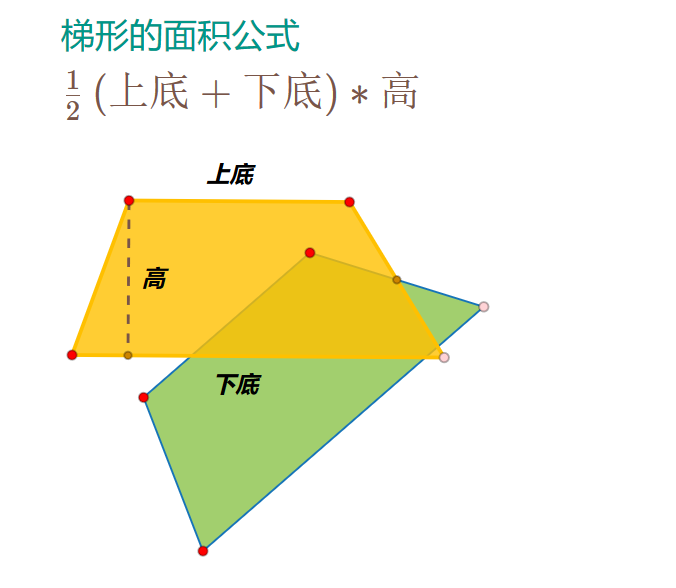 梯形的面积公式
1/2 (上底 + 下底) * 高
上底
高
下底